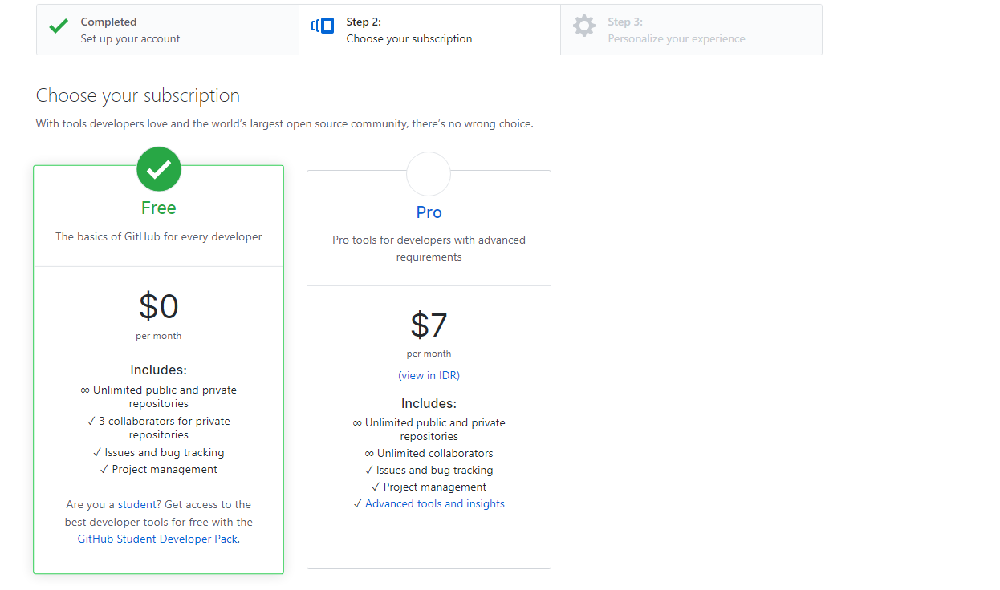 Completed
Set up your account
Step 2:
Choose your subscription
Step 3:
Personalize your experience
Choose your subscription
With tools developers love and the world's largest open source community, there's no wrong choice.
Free
The basics of GitHub for every developer
$0
per month
Includes:
∞ Unlimited public and private
repositories
✓ 3 collaborators for private
repositories
✓ Issues and bug tracking
✓ Project management
Are you a student? Get access to the
best developer tools for free with the
GitHub Student Developer Pack.
Pro
Pro tools for developers with advanced
requirements
$7
per month
(view in IDR)
Includes:
∞ Unlimited public and private
repositories
∞ Unlimited collaborators
✓ Issues and bug tracking
✓ Project management
✓ Advanced tools and insights